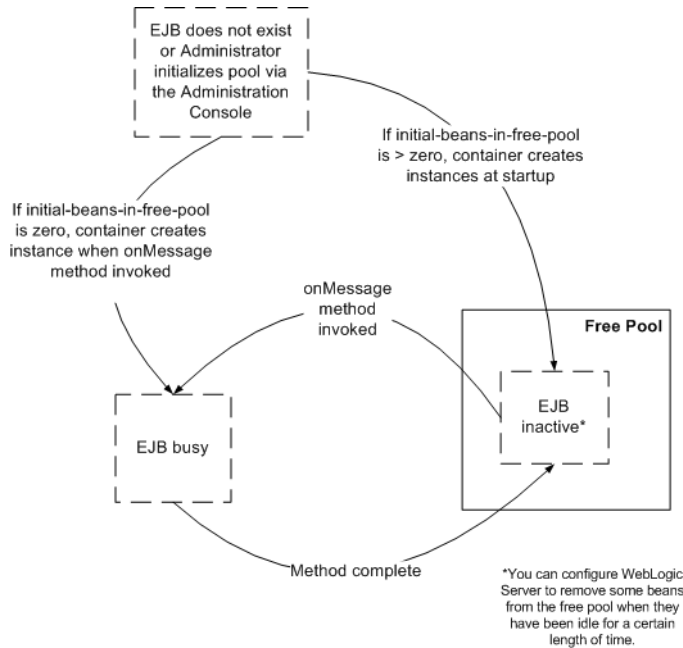 EJB does not exist
or Administrator
initializes pool via
the Administration
Console
If initial-beans-in-free-pool
is > zero, container creates
instances at startup
If initial-beans-in-free-pool
is zero, container creates
instance when onMessage
method invoked
onMessage
method
invoked
Free Pool
EJB
inactive*
EJB busy
Method complete
*You can configure WebLogic
Server to remove some beans
from the free pool when they
have been idle for a certain
length of time.